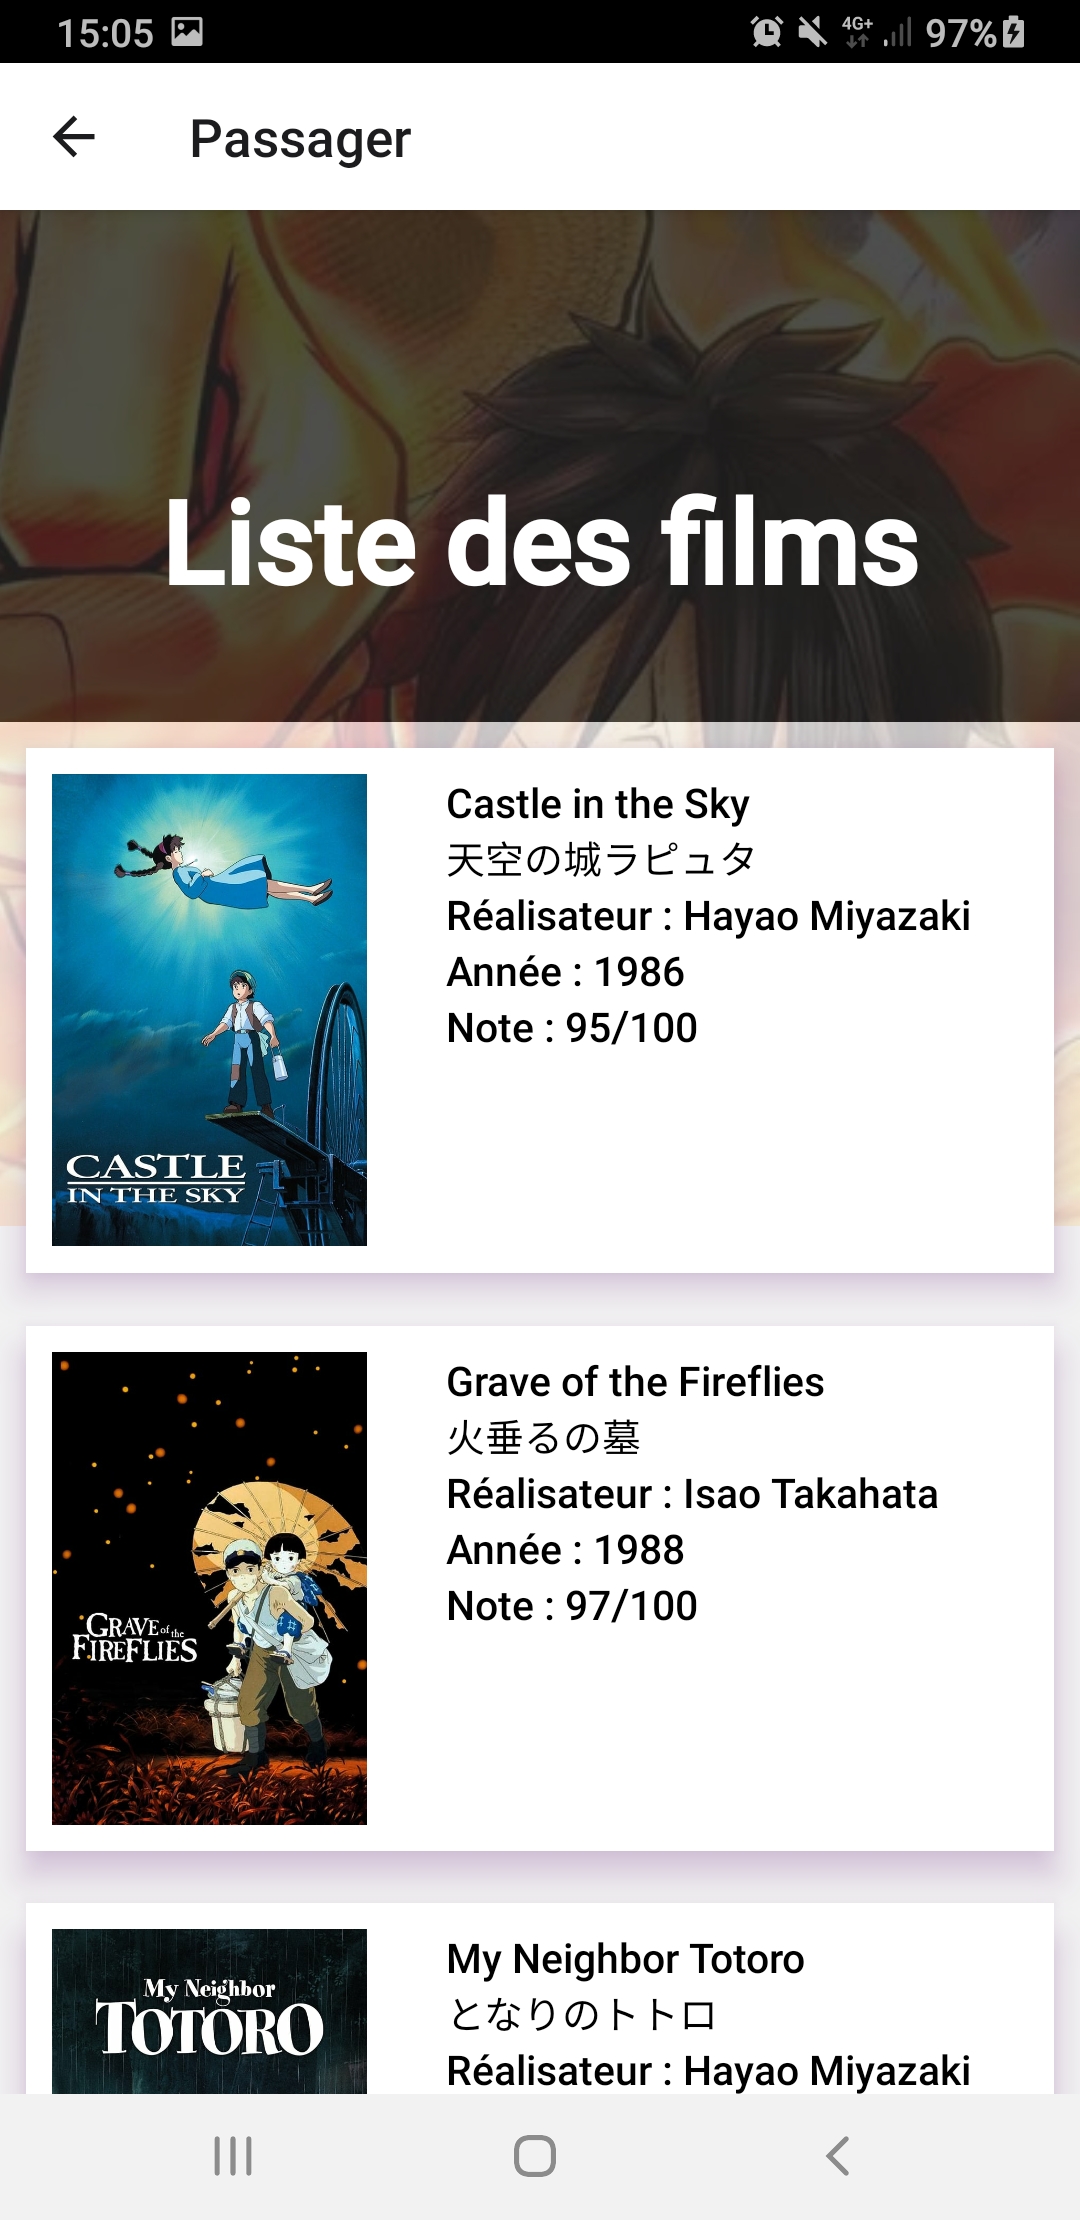 15:05
4G+
97%
Passager
Liste des films
Castle in the Sky
天空の城ラピュタ
Réalisateur : Hayao Miyazaki
Année : 1986
Note : 95/100
CASTLE
IN THE SKY
Grave of the Fireflies
火垂るの墓
Réalisateur : Isao Takahata
Année : 1988
Note : 97/100
GRAVE of the
FIREFLIES
My Neighbor Totoro
となりのトトロ
Réalisateur : Hayao Miyazaki
My Neighbor
TOTORO